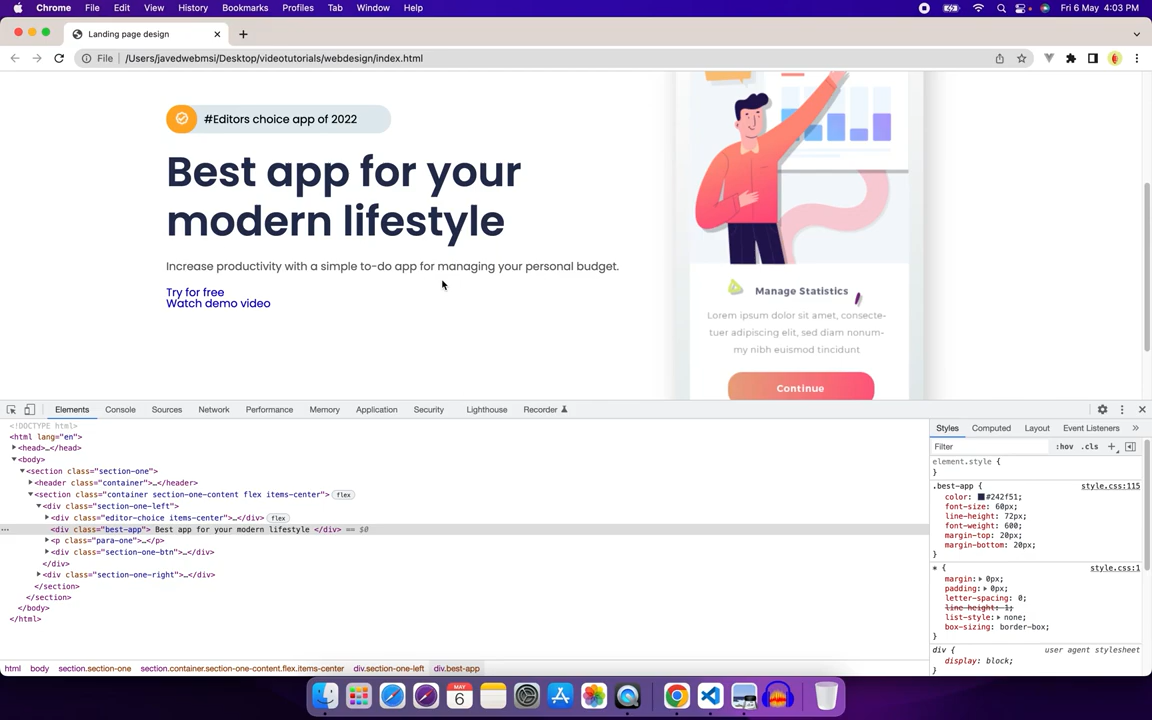 Chrome File Edit View History Bookmarks Profiles Tab Window Help Fri 6 May 4:03 PM
Landing page design
File /Users/javedwebmsi/Desktop/videotutorials/webdesign/index.html
#Editors choice app of 2022
Best app for your
modern lifestyle
Increase productivity with a simple to-do app for managing your personal budget.
Try for free
Watch demo video
Manage Statistics
Lorem ipsum dolor sit amet, consecte-
tuer adipiscing elit, sed diam nonum-
my nibh euismod tincidunt
Continue
Elements Console Sources Network Performance Memory Application Security Lighthouse Recorder
<!DOCTYPE html>
<html lang="en">
<head>…</head>
<body>
<section class="section-one">
<header class="container">…</header>
<section class="container section-one-content flex items-center"> flex
<div class="section-one-left">
<div class="editor-choice items-center">…</div> flex
<div class="best-app"> Best app for your modern lifestyle </div> == $0
<p class="para-one">…</p>
<div class="section-one-btn">…</div>
</div>
<div class="section-one-right">…</div>
</section>
</section>
</body>
</html>
html body section.section-one section.container.section-one-content.flex.items-center div.section-one-left div.best-app
Styles Computed Layout Event Listeners »
Filter :hov .cls +
element.style {
}
.best-app { style.css:115
color: #242f51;
font-size: 60px;
line-height: 72px;
font-weight: 600;
margin-top: 20px;
margin-bottom: 20px;
}
* { style.css:1
margin: 0px;
padding: 0px;
letter-spacing: 0;
line-height: 1;
list-style: none;
box-sizing: border-box;
}
div { user agent stylesheet
display: block;
}
MAY
6